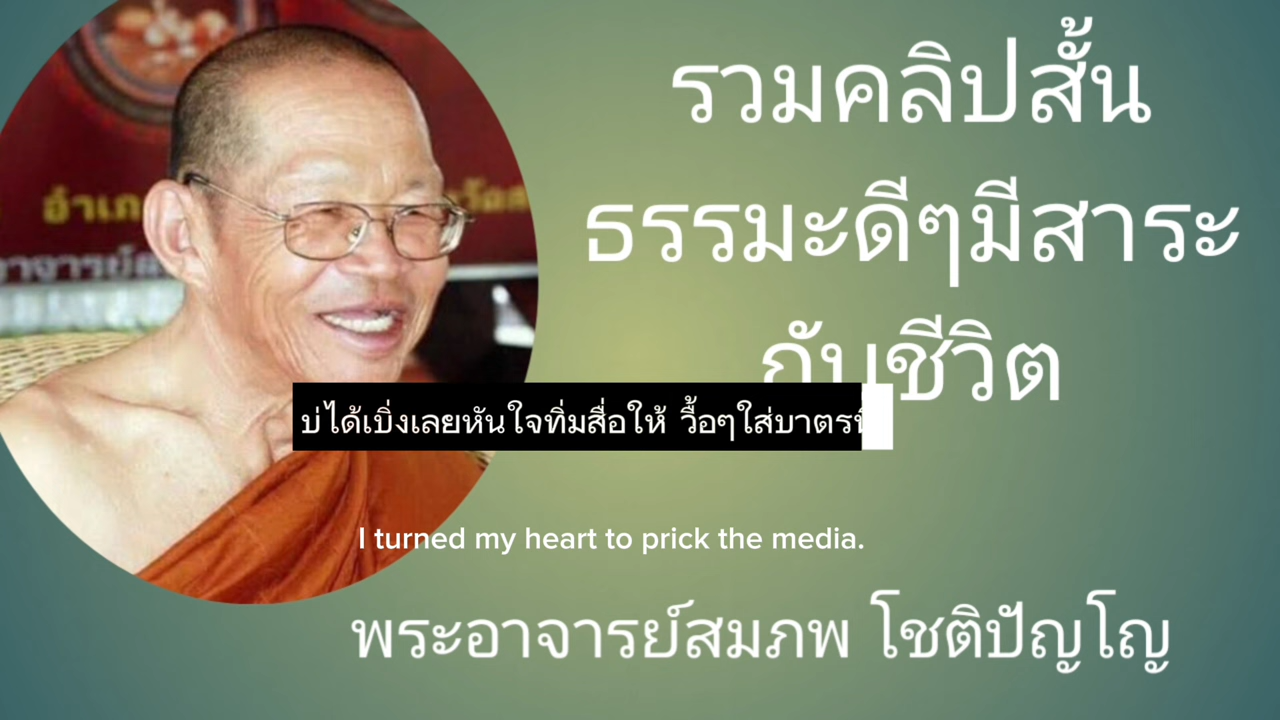 รวมคลิปสั้น
ธรรมะดีๆมีสาระ
กับชีวิต
อำเภ
บ่ได้เบิ่งเลยหันใจทิ่มสื่อให้ วื้อๆใส่บาตร
I turned my heart to prick the media.
พระอาจารย์สมภพ โชติปัญโญ